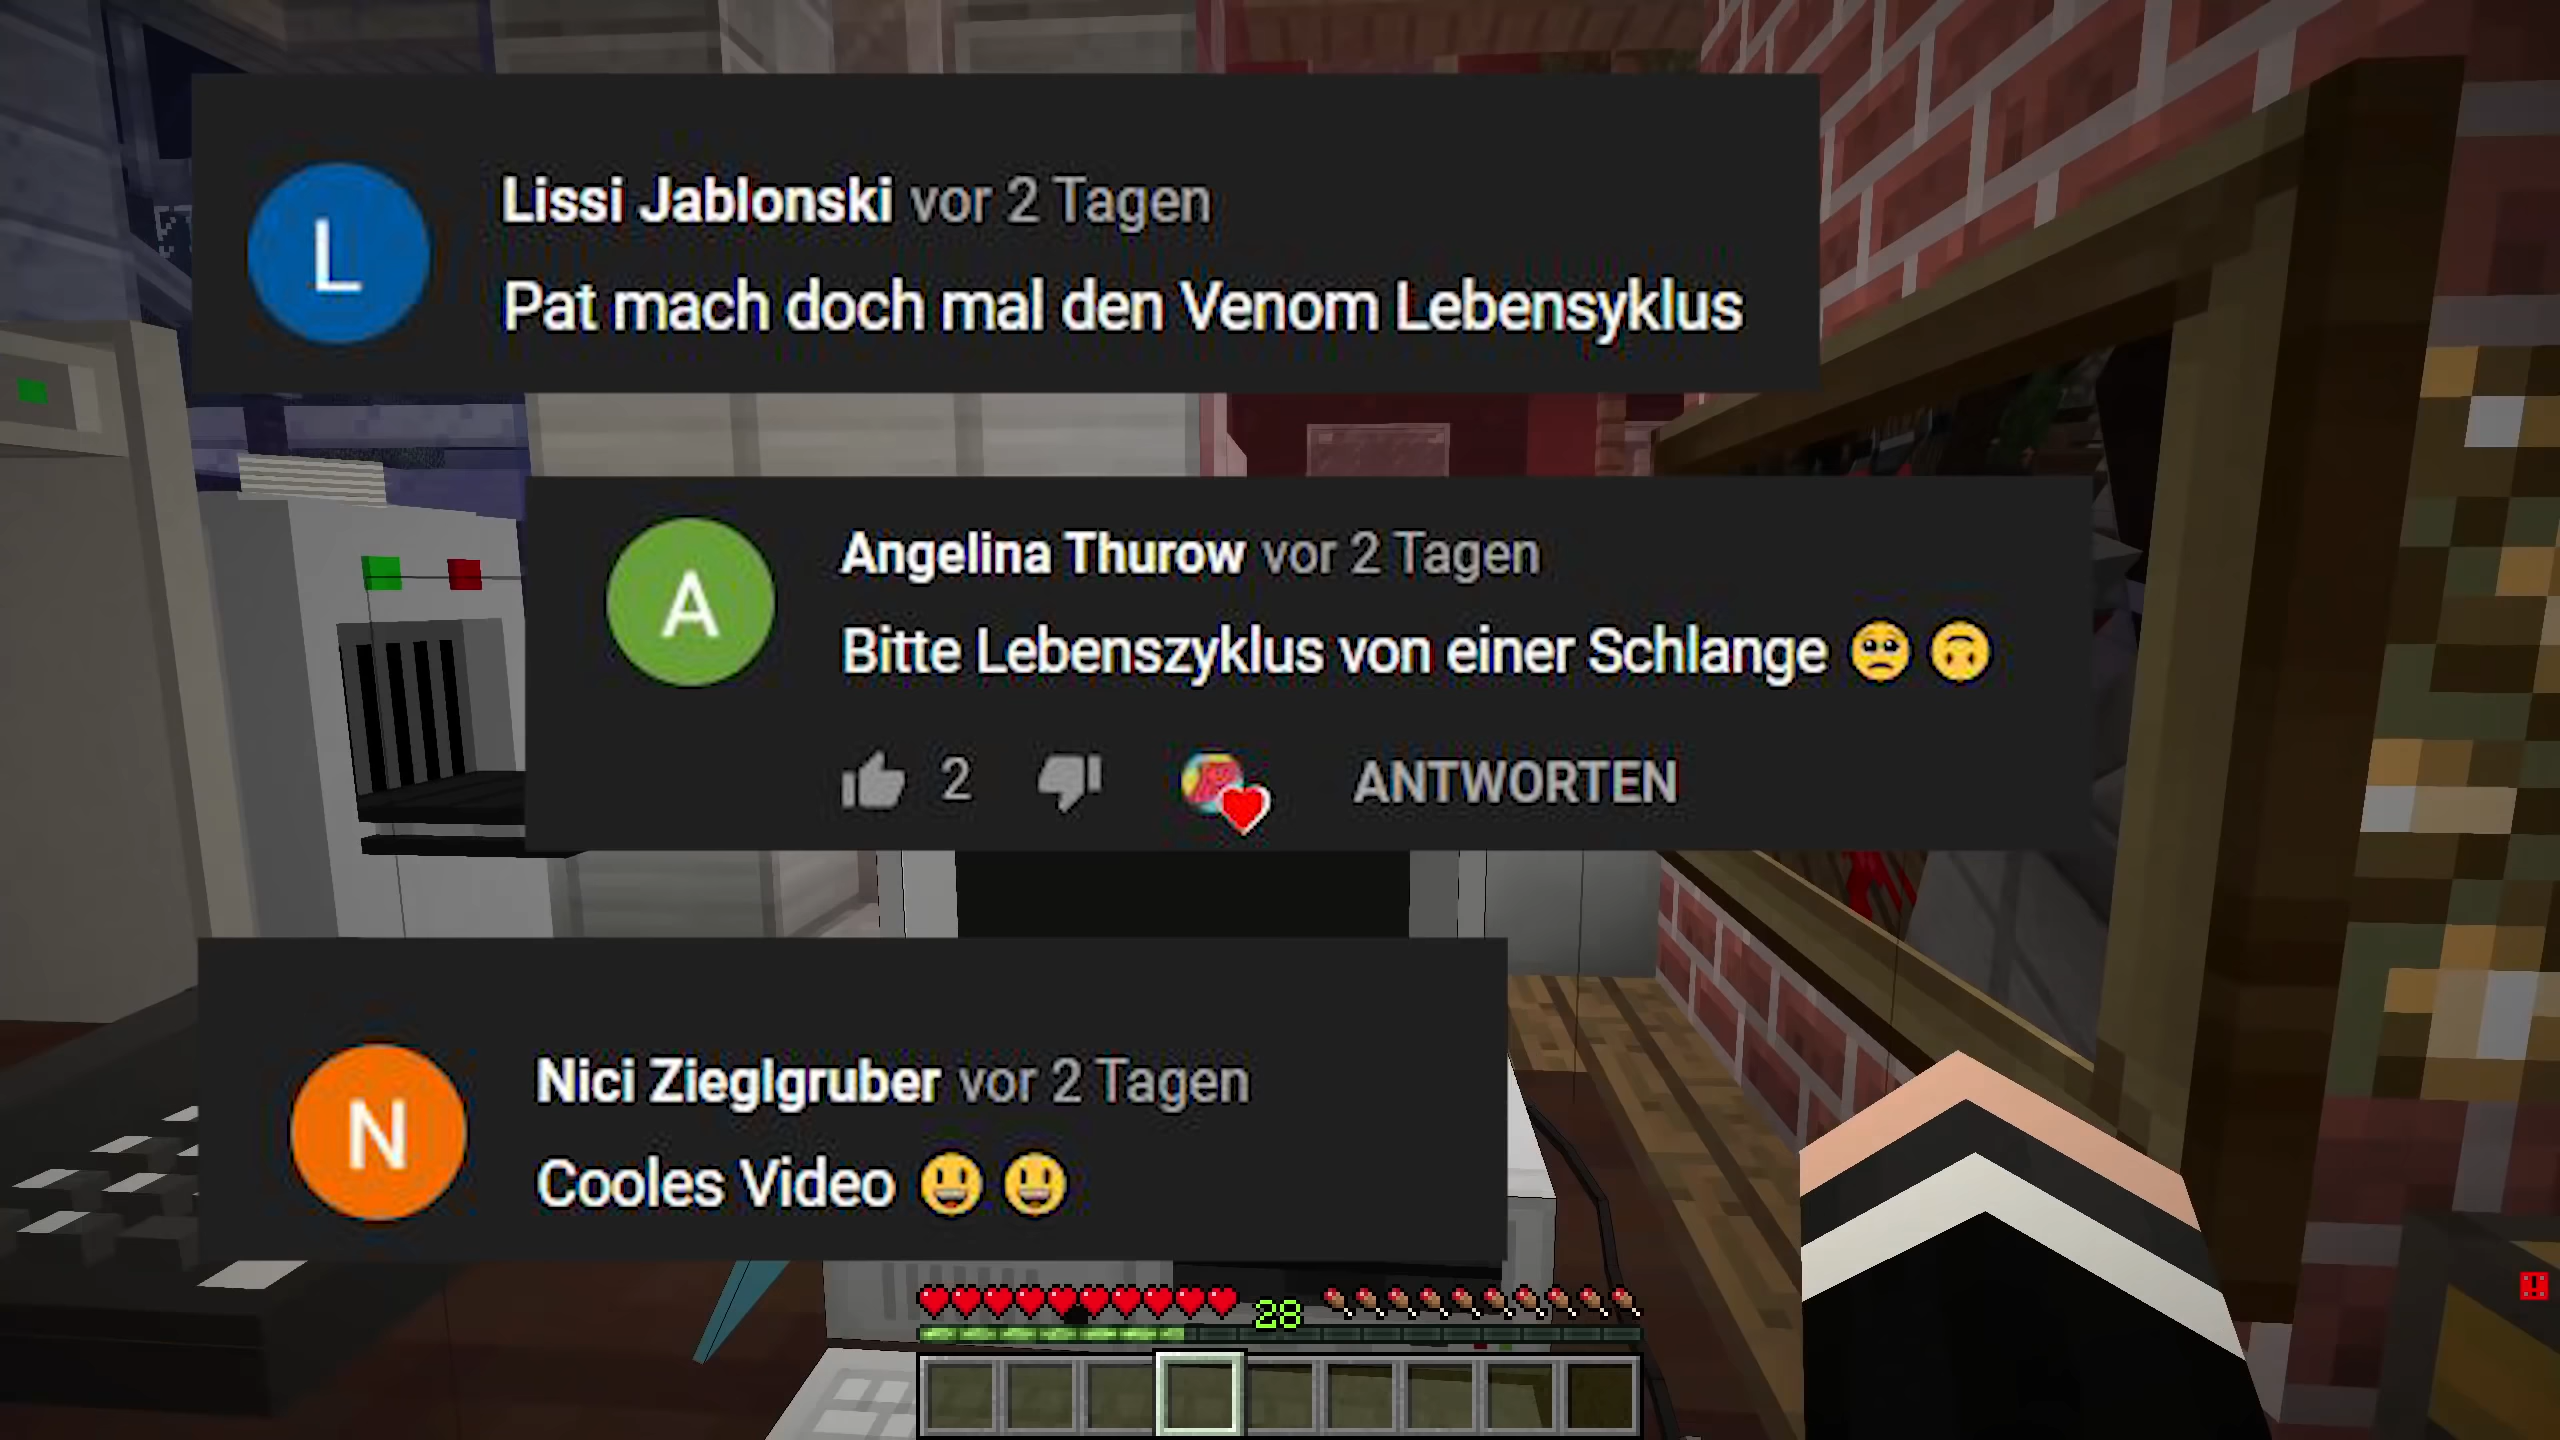 L
Lissi Jablonski vor 2 Tagen
Pat mach doch mal den Venom Lebensyklus
A
Angelina Thurow vor 2 Tagen
Bitte Lebenszyklus von einer Schlange 🥺 🙃
2
ANTWORTEN
N
Nici Zieglgruber vor 2 Tagen
Cooles Video 😃 😃
28